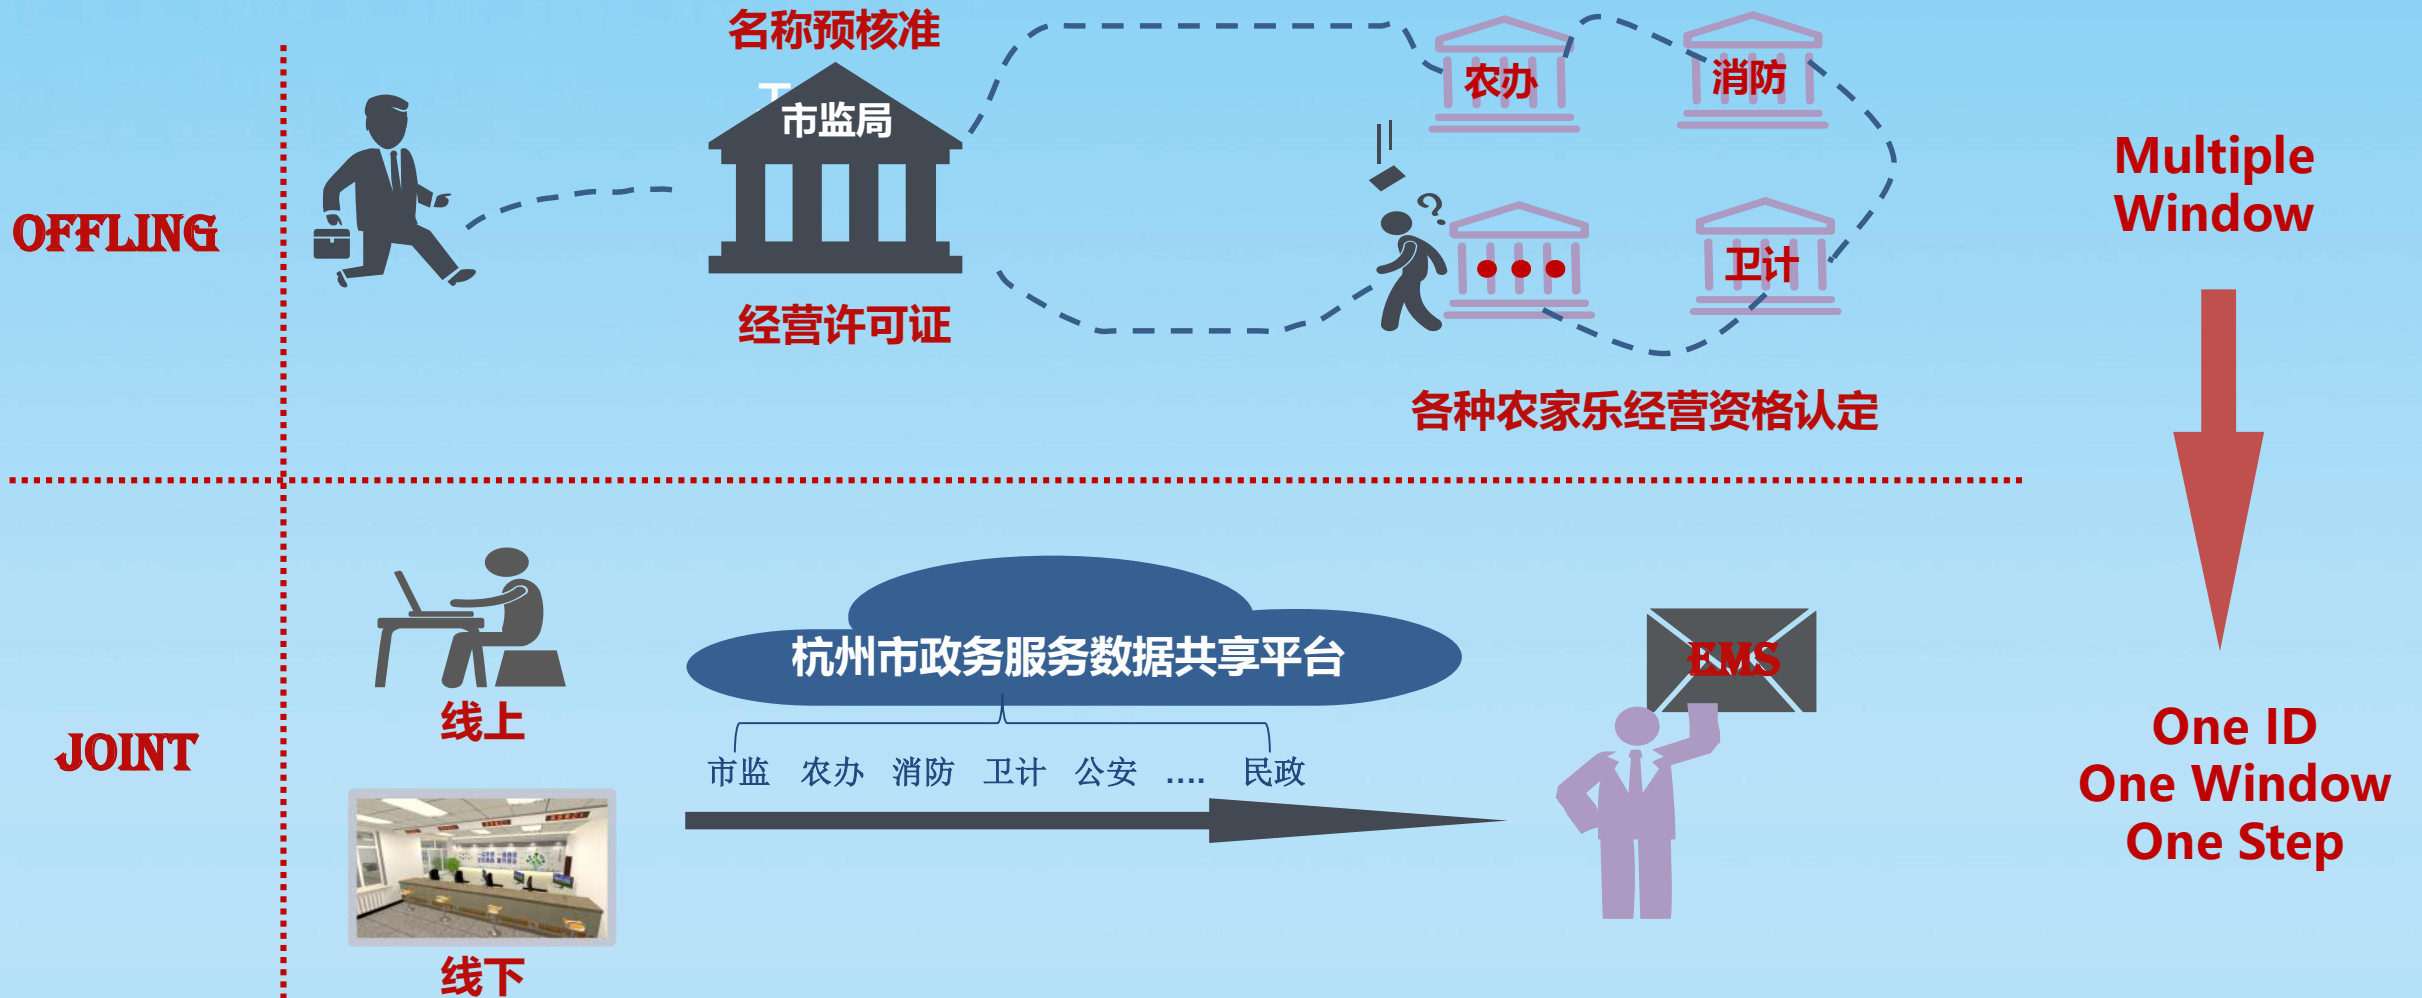 名称预核准
市监局
农办
消防
OFFLING
Multiple
Window
卫计
经营许可证
各种农家乐经营资格认定
杭州市政务服务数据共享平台
EMS
线上
JOINT
市监 农办 消防 卫计 公安 .... 民政
One ID
One Window
One Step
线下